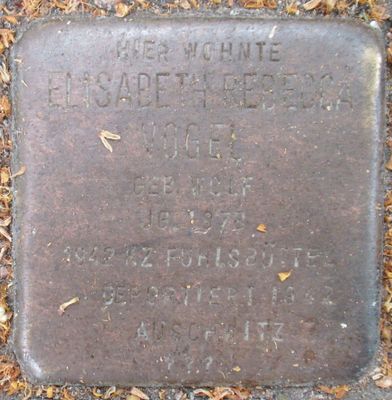 HIER WOHNTE
ELISABETH REBECCA
VOGEL
GEB. WOLF
JG. 1879
1942 KZ FUHLSBÜTTEL
DEPORTIERT 1942
AUSCHWITZ
???